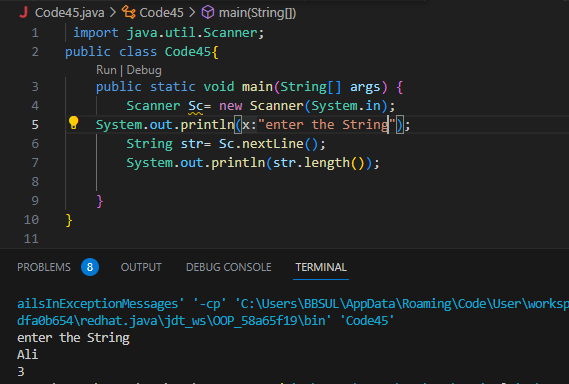 J Code45.java > Code45 > main(String[])
1 import java.util.Scanner;
2 public class Code45{
Run | Debug
3 public static void main(String[] args) {
4 Scanner Sc= new Scanner(System.in);
5 System.out.println(x:"enter the String");
6 String str= Sc.nextLine();
7 System.out.println(str.length());
8
9 }
10 }
11
PROBLEMS 8 OUTPUT DEBUG CONSOLE TERMINAL
ailsInExceptionMessages' '-cp' 'C:\Users\BBSUL\AppData\Roaming\Code\User\worksp
dfa0b654\redhat.java\jdt_ws\OOP_58a65f19\bin' 'Code45'
enter the String
Ali
3